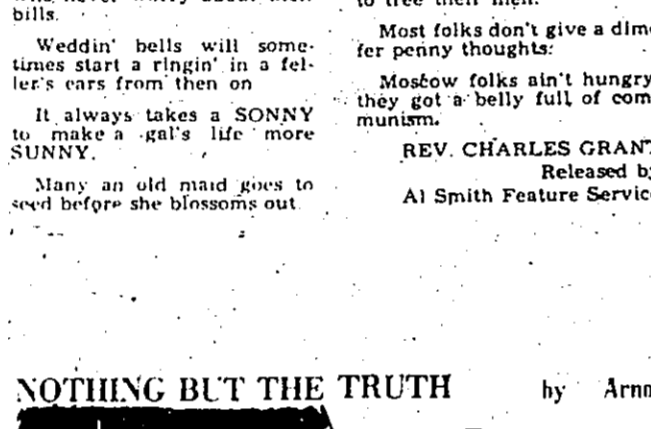 bills.
Weddin' bells will some-
times start a ringin' in a fel-
ler's ears from then on
It always takes a SONNY
to make a gal's life more
SUNNY.
Many an old maid goes to
seed before she blossoms out
to free their men.
Most folks don't give a dime
fer penny thoughts.
Moscow folks ain't hungry
they got a belly full of com-
munism.
REV. CHARLES GRANT
Released by
Al Smith Feature Service
NOTHING BUT THE TRUTH by Arnn